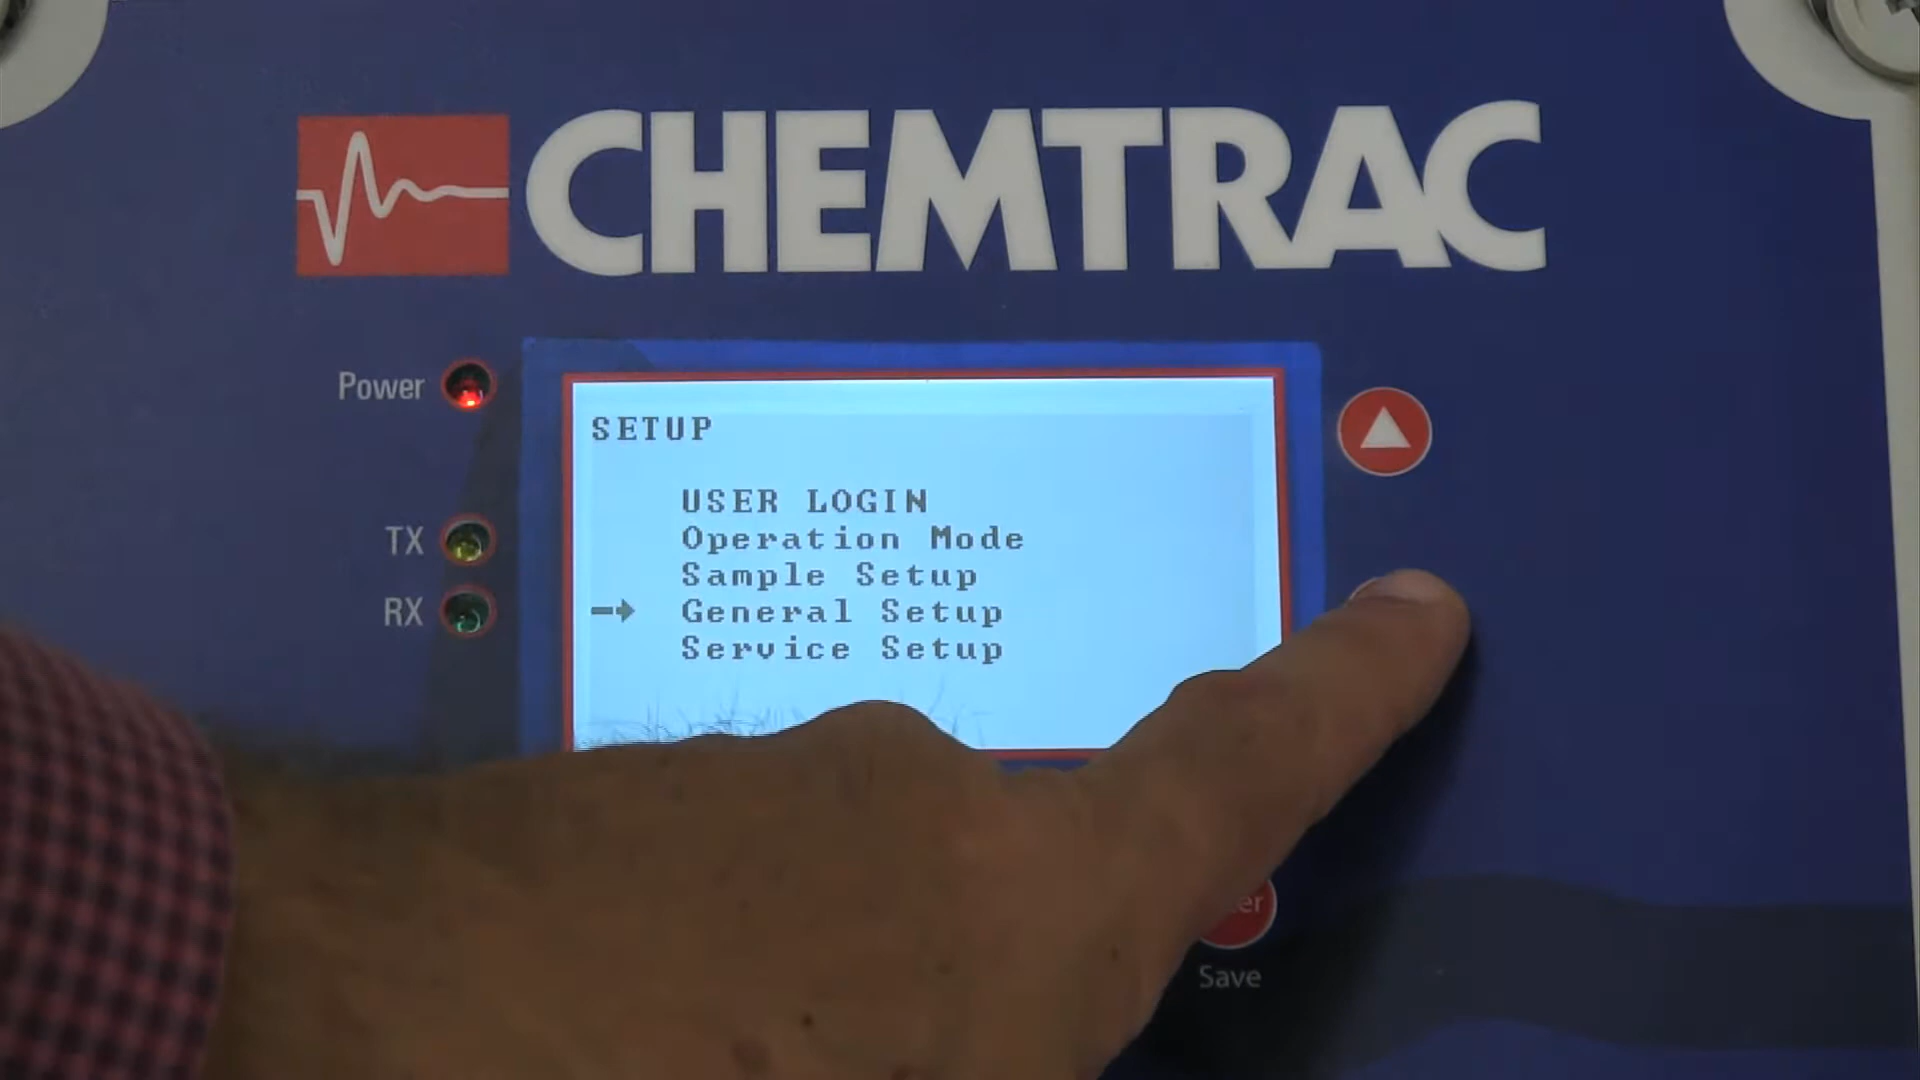 CHEMTRAC
Power
TX
RX
SETUP
USER LOGIN
Operation Mode
Sample Setup
General Setup
Service Setup
Save